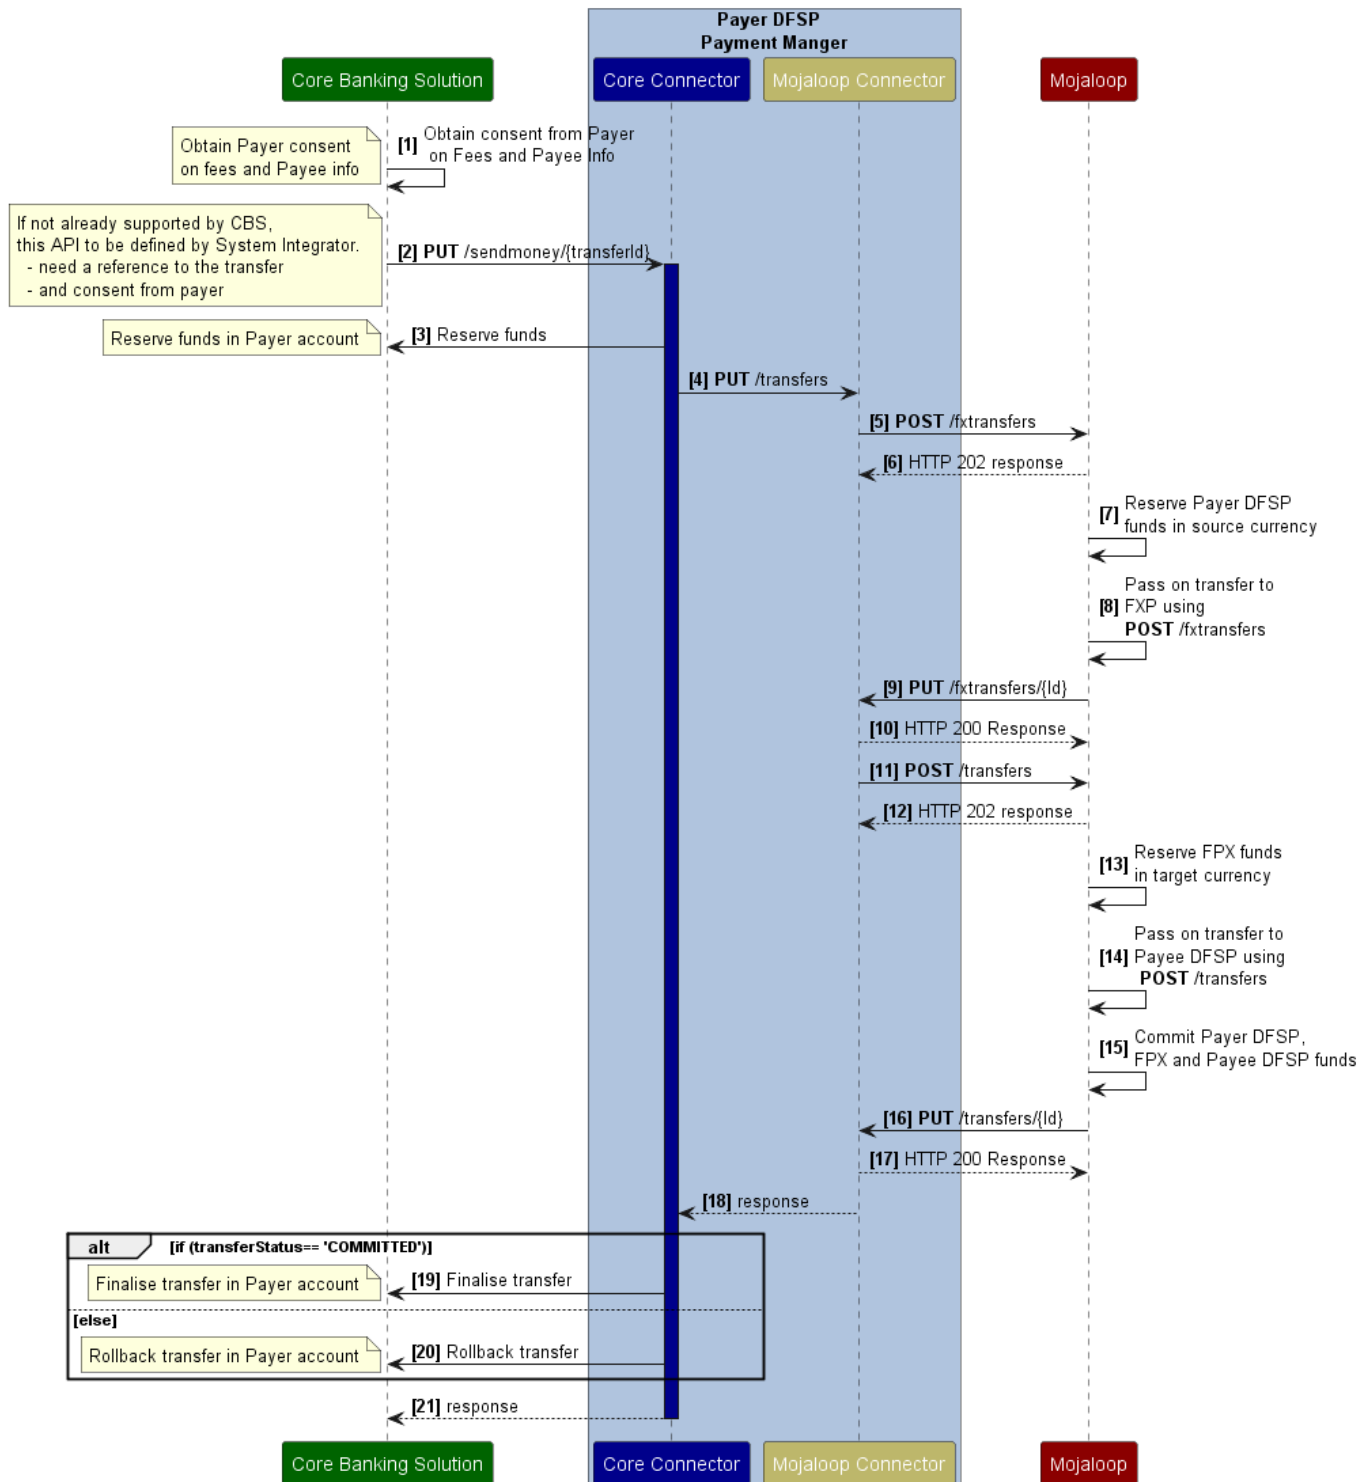 Payer DFSP
Payment Manger
Core Banking Solution
Core Connector
Mojaloop Connector
Mojaloop
Obtain Payer consent
on fees and Payee info
[1] Obtain consent from Payer
on Fees and Payee Info
If not already supported by CBS,
this API to be defined by System Integrator.
- need a reference to the transfer
- and consent from payer
[2] PUT /sendmoney/{transferId}
Reserve funds in Payer account
[3] Reserve funds
[4] PUT /transfers
[5] POST /fxtransfers
[6] HTTP 202 response
[7] Reserve Payer DFSP
funds in source currency
Pass on transfer to
[8] FXP using
POST /fxtransfers
[9] PUT /fxtransfers/{Id}
[10] HTTP 200 Response
[11] POST /transfers
[12] HTTP 202 response
[13] Reserve FPX funds
in target currency
Pass on transfer to
[14] Payee DFSP using
POST /transfers
[15] Commit Payer DFSP,
FPX and Payee DFSP funds
[16] PUT /transfers/{Id}
[17] HTTP 200 Response
[18] response
alt [if (transferStatus== 'COMMITTED')]
Finalise transfer in Payer account
[19] Finalise transfer
[else]
Rollback transfer in Payer account
[20] Rollback transfer
[21] response
Core Banking Solution
Core Connector
Mojaloop Connector
Mojaloop